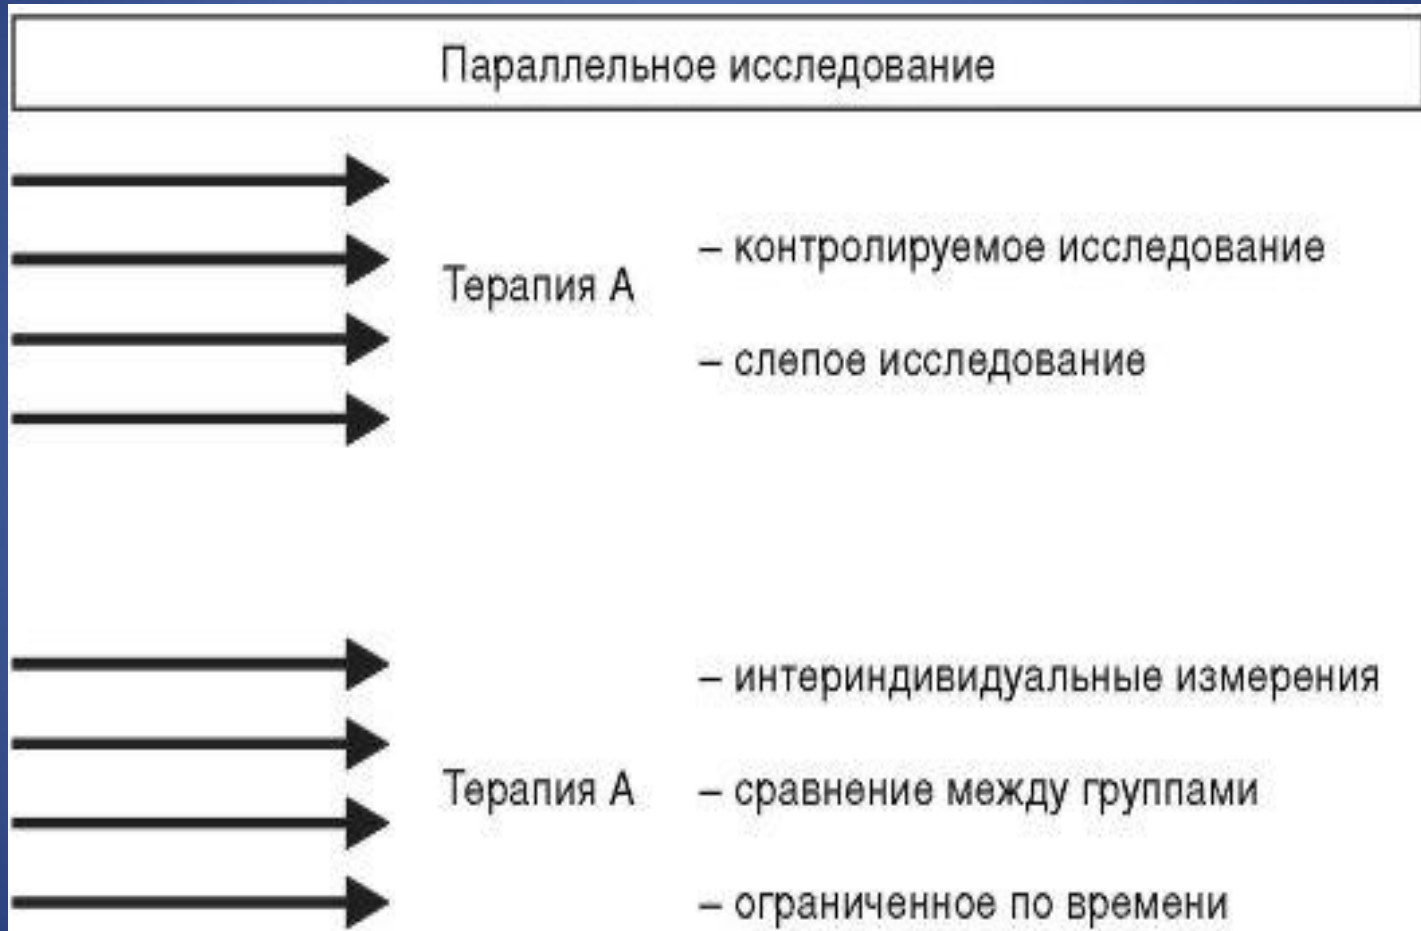 Параллельное исследование
– контролируемое исследование
Терапия А
– слепое исследование
– интериндивидуальные измерения
Терапия А
– сравнение между группами
– ограниченное по времени